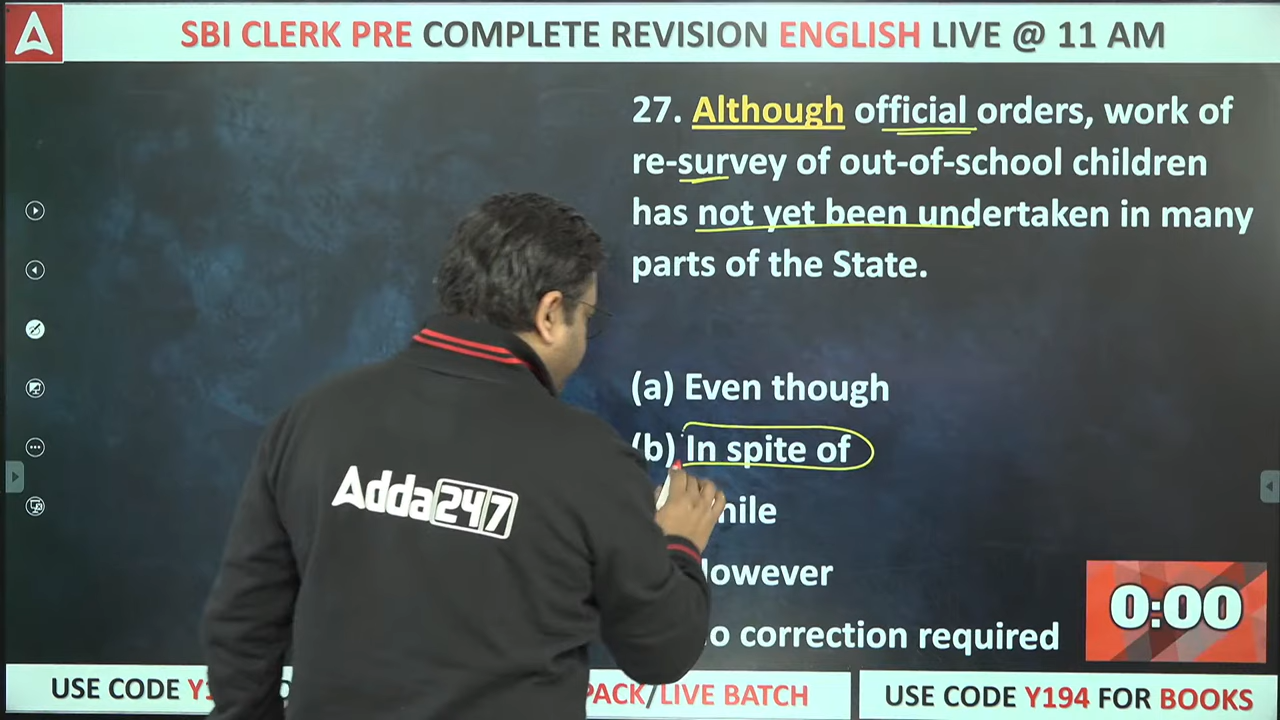 SBI CLERK PRE COMPLETE REVISION ENGLISH LIVE @ 11 AM
27. Although official orders, work of
re-survey of out-of-school children
has not yet been undertaken in many
parts of the State.
(a) Even though
(b) In spite of
However
correction required
Adda247
0:00
USE CODE
PACK/LIVE BATCH
USE CODE Y194 FOR BOOKS